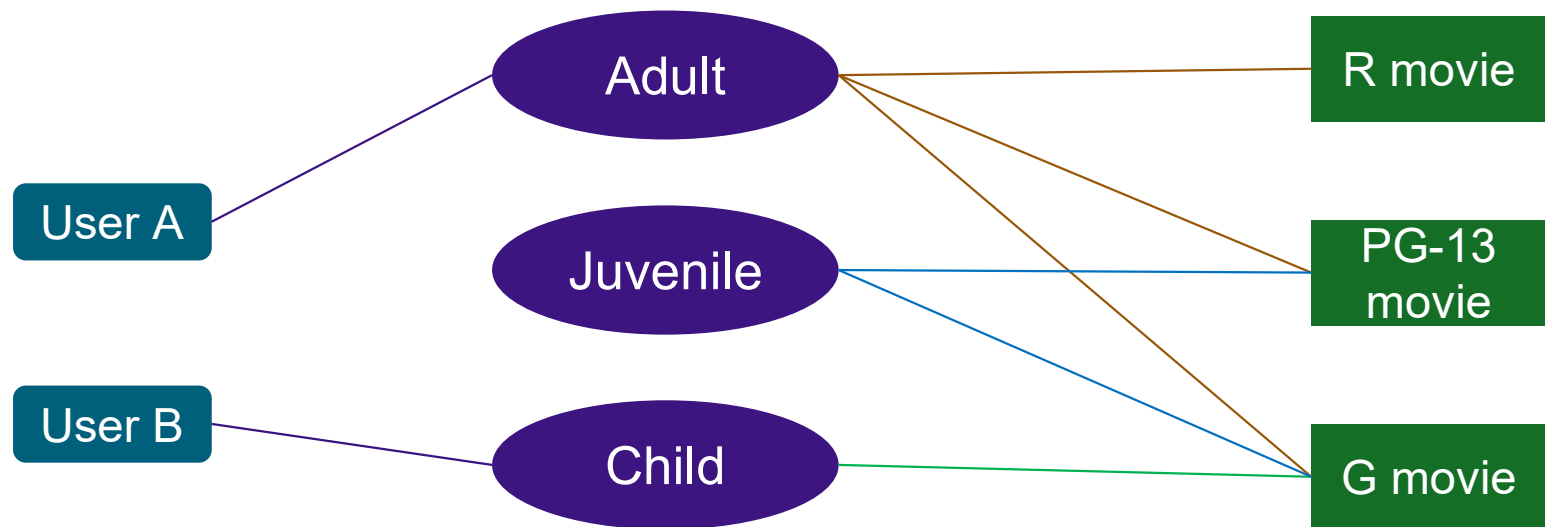 Adult
R movie
User A
Juvenile
PG-13
movie
User B
Child
G movie